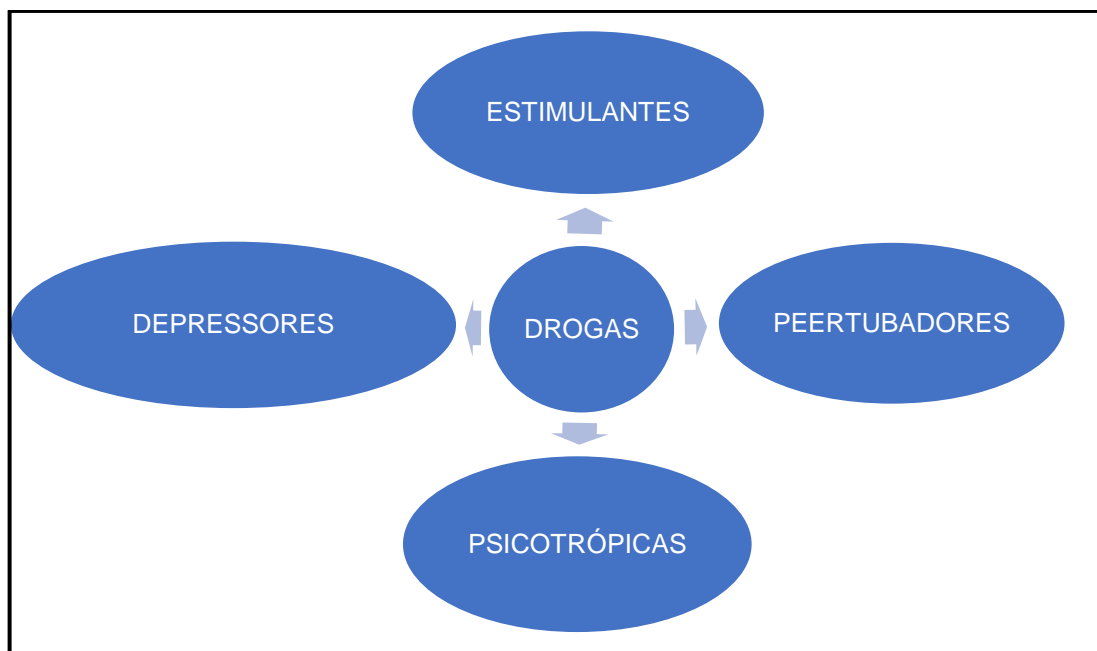 ESTIMULANTES
DEPRESSORES
DROGAS
PEERTUBADORES
PSICOTRÓPICAS